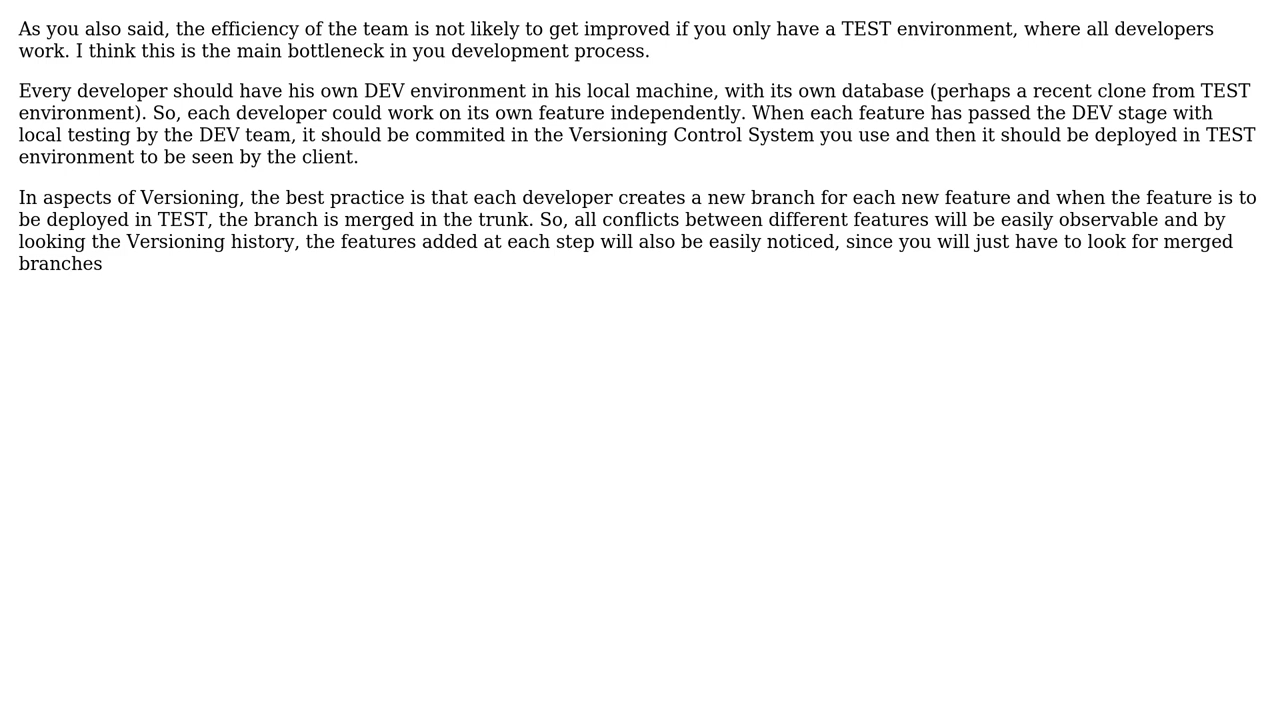 As you also said, the efficiency of the team is not likely to get improved if you only have a TEST environment, where all developers
work. I think this is the main bottleneck in you development process.
Every developer should have his own DEV environment in his local machine, with its own database (perhaps a recent clone from TEST
environment). So, each developer could work on its own feature independently. When each feature has passed the DEV stage with
local testing by the DEV team, it should be commited in the Versioning Control System you use and then it should be deployed in TEST
environment to be seen by the client.
In aspects of Versioning, the best practice is that each developer creates a new branch for each new feature and when the feature is to
be deployed in TEST, the branch is merged in the trunk. So, all conflicts between different features will be easily observable and by
looking the Versioning history, the features added at each step will also be easily noticed, since you will just have to look for merged
branches